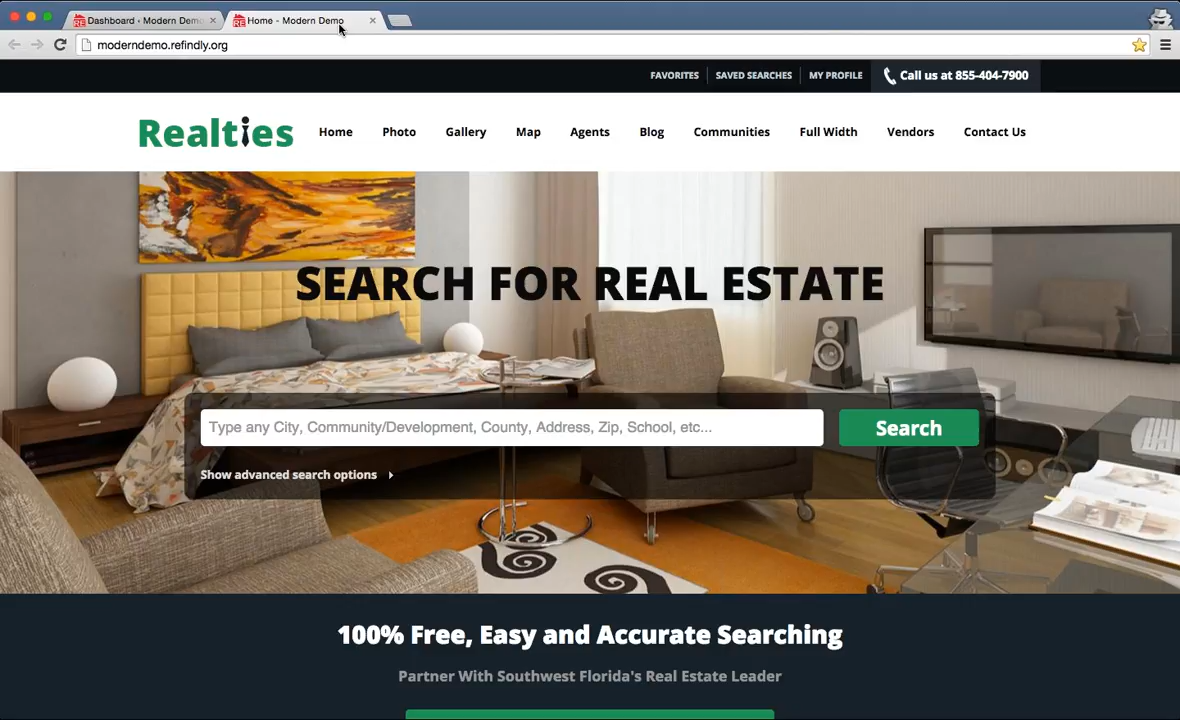 Dashboard ‹ Modern Demo
Home - Modern Demo
moderndemo.refindly.org
FAVORITES
SAVED SEARCHES
MY PROFILE
Call us at 855-404-7900
Realties
Home
Photo
Gallery
Map
Agents
Blog
Communities
Full Width
Vendors
Contact Us
SEARCH FOR REAL ESTATE
Type any City, Community/Development, County, Address, Zip, School, etc...
Search
Show advanced search options
100% Free, Easy and Accurate Searching
Partner With Southwest Florida's Real Estate Leader